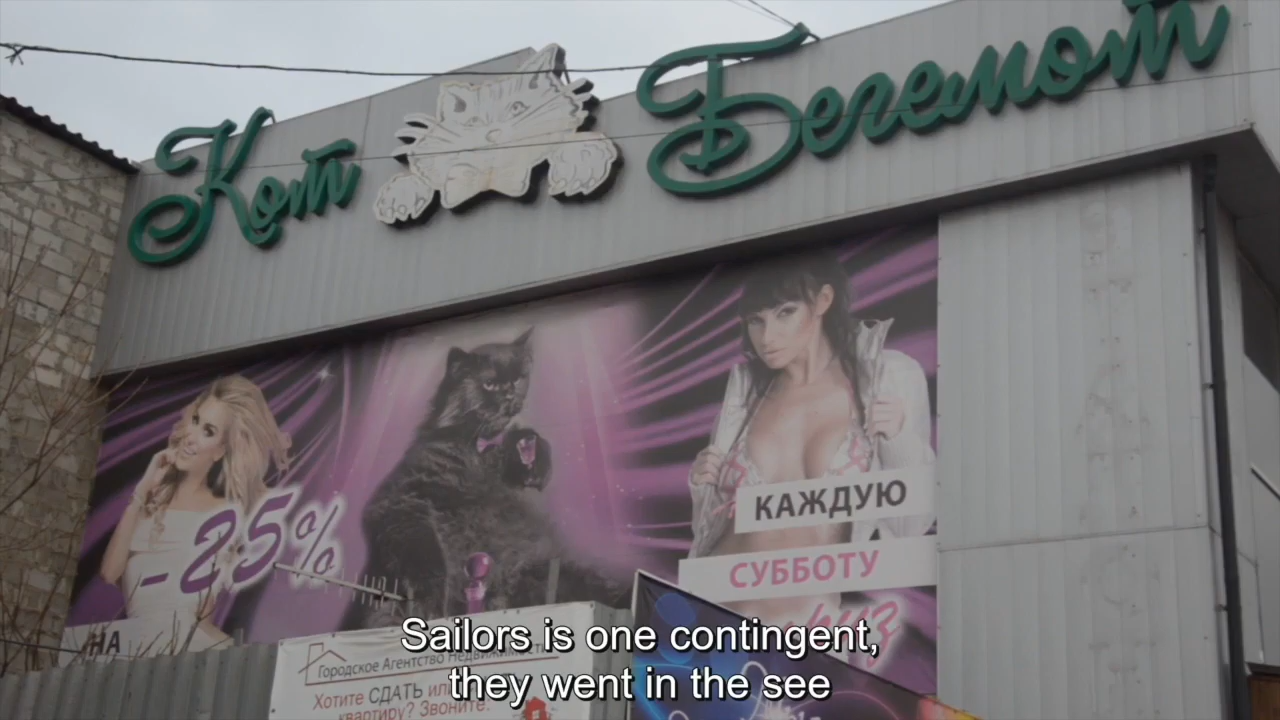 Кот Бегемот
-25%
НА
КАЖДУЮ
СУББОТУ
Городское Агентство Недвижимости
Хотите СДАТЬ или
квартиру? Звоните:
Sailors is one contingent,
they went in the see